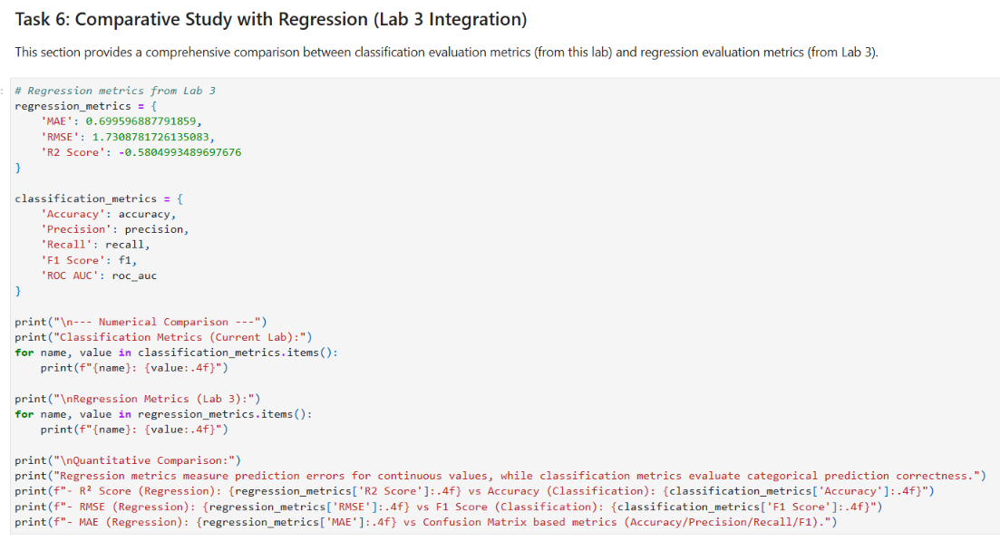 Task 6: Comparative Study with Regression (Lab 3 Integration)
This section provides a comprehensive comparison between classification evaluation metrics (from this lab) and regression evaluation metrics (from Lab 3).
:
# Regression metrics from Lab 3
regression_metrics = {
    'MAE': 0.699596887791859,
    'RMSE': 1.7308781726135083,
    'R2 Score': -0.5804993489697676
}

classification_metrics = {
    'Accuracy': accuracy,
    'Precision': precision,
    'Recall': recall,
    'F1 Score': f1,
    'ROC AUC': roc_auc
}

print("\n--- Numerical Comparison ---")
print("Classification Metrics (Current Lab):")
for name, value in classification_metrics.items():
    print(f"{name}: {value:.4f}")

print("\nRegression Metrics (Lab 3):")
for name, value in regression_metrics.items():
    print(f"{name}: {value:.4f}")

print("\nQuantitative Comparison:")
print("Regression metrics measure prediction errors for continuous values, while classification metrics evaluate categorical prediction correctness.")
print(f"- R² Score (Regression): {regression_metrics['R2 Score']:.4f} vs Accuracy (Classification): {classification_metrics['Accuracy']:.4f}")
print(f"- RMSE (Regression): {regression_metrics['RMSE']:.4f} vs F1 Score (Classification): {classification_metrics['F1 Score']:.4f}")
print(f"- MAE (Regression): {regression_metrics['MAE']:.4f} vs Confusion Matrix based metrics (Accuracy/Precision/Recall/F1).")